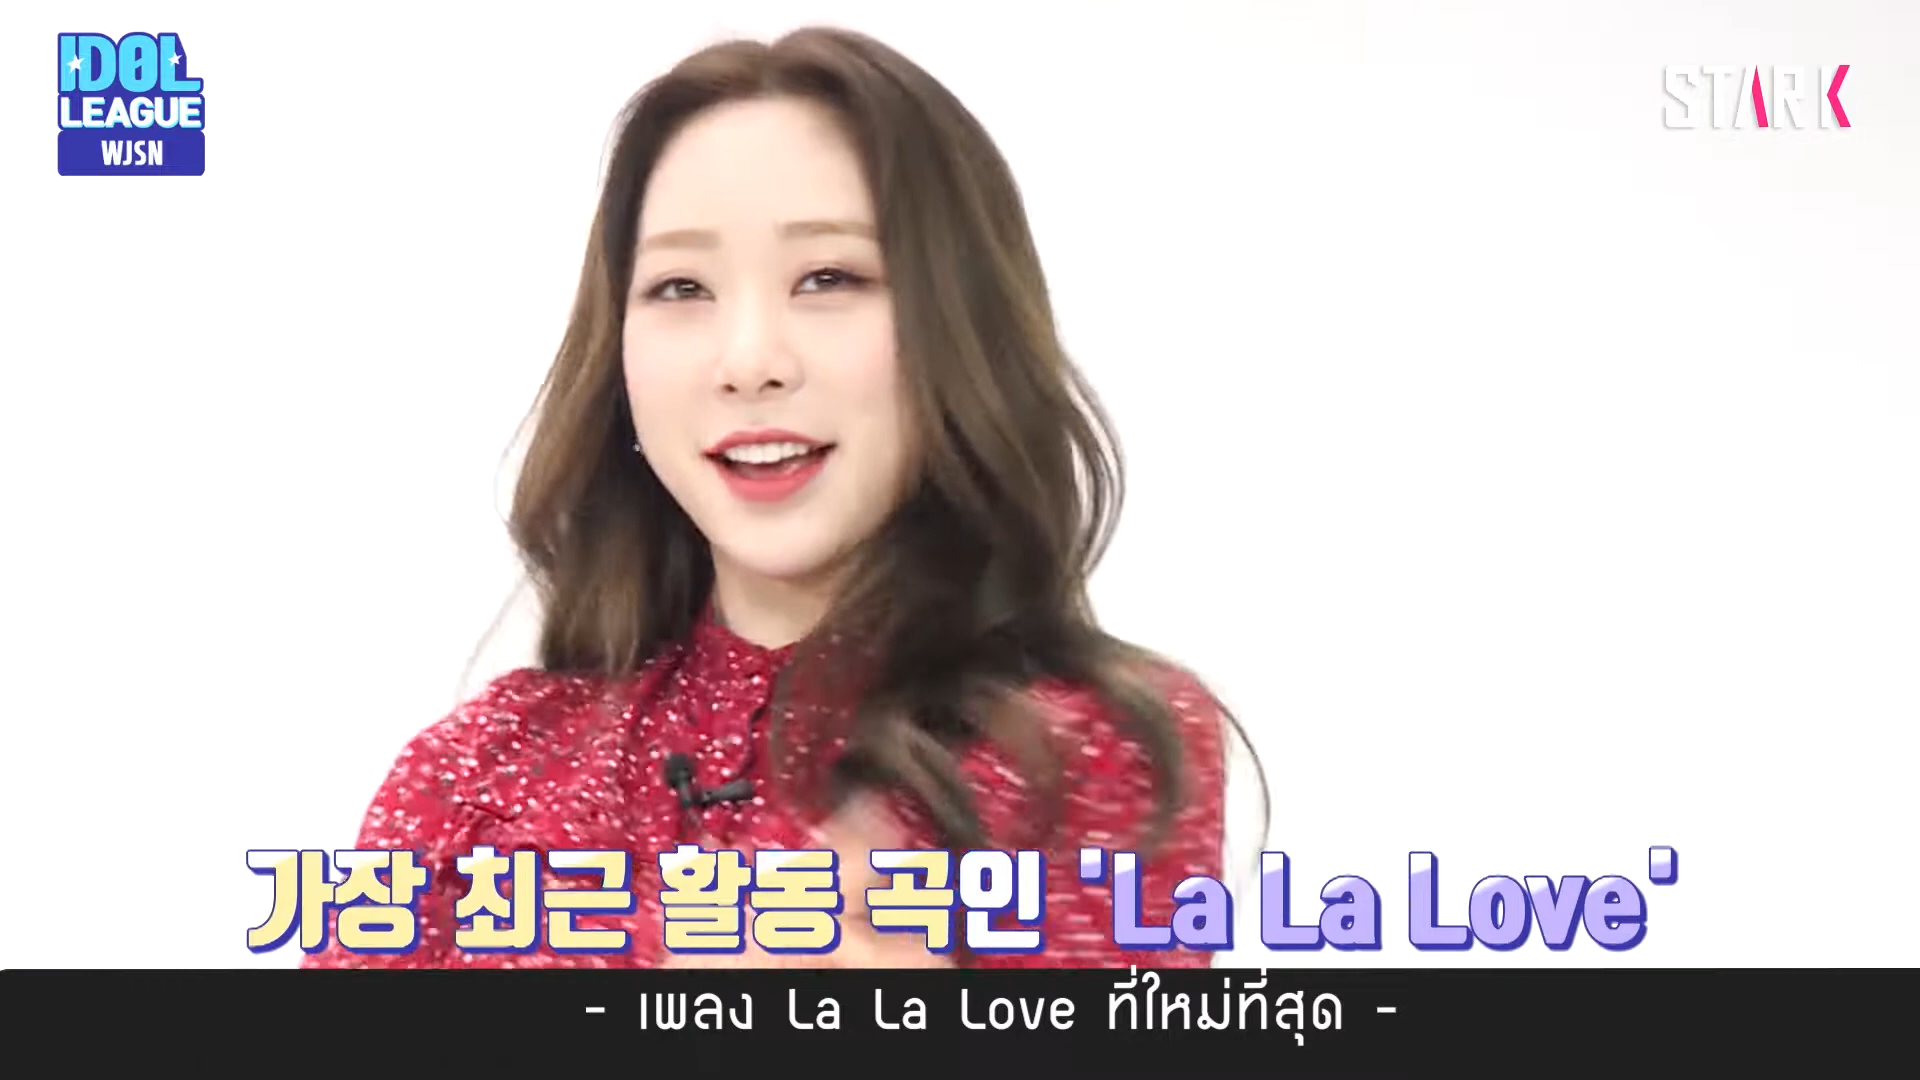 IDOL
LEAGUE
WJSN
STARK
가장 최근 활동 곡인 'La La Love'
- เพลง La La Love ที่ใหม่ที่สุด -